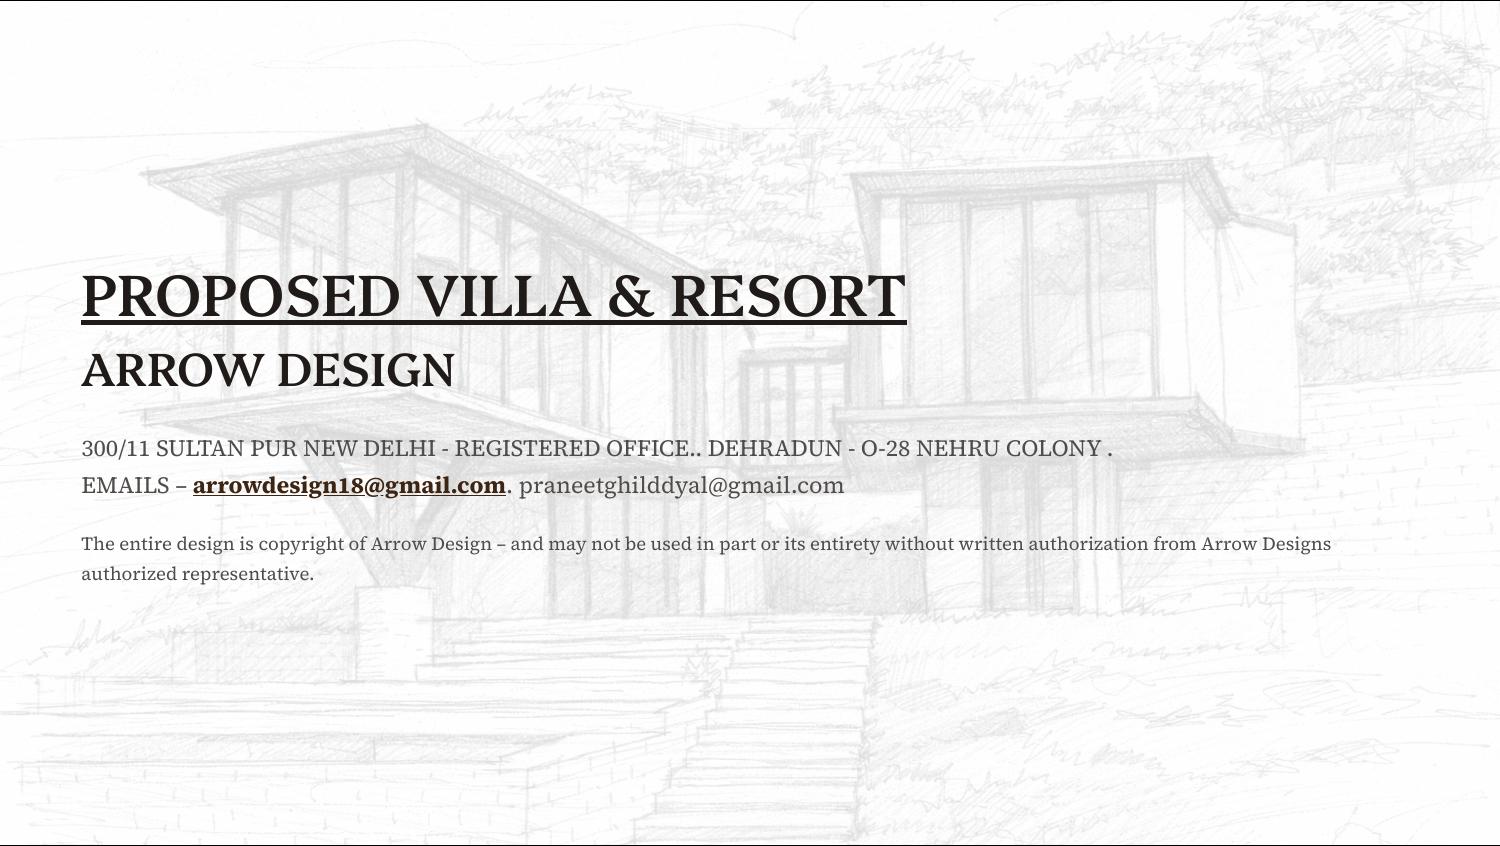 PROPOSED VILLA & RESORT
ARROW DESIGN
300/11 SULTAN PUR NEW DELHI - REGISTERED OFFICE.. DEHRADUN - O-28 NEHRU COLONY .
EMAILS – arrowdesign18@gmail.com. praneetghilddyal@gmail.com
The entire design is copyright of Arrow Design – and may not be used in part or its entirety without written authorization from Arrow Designs
authorized representative.